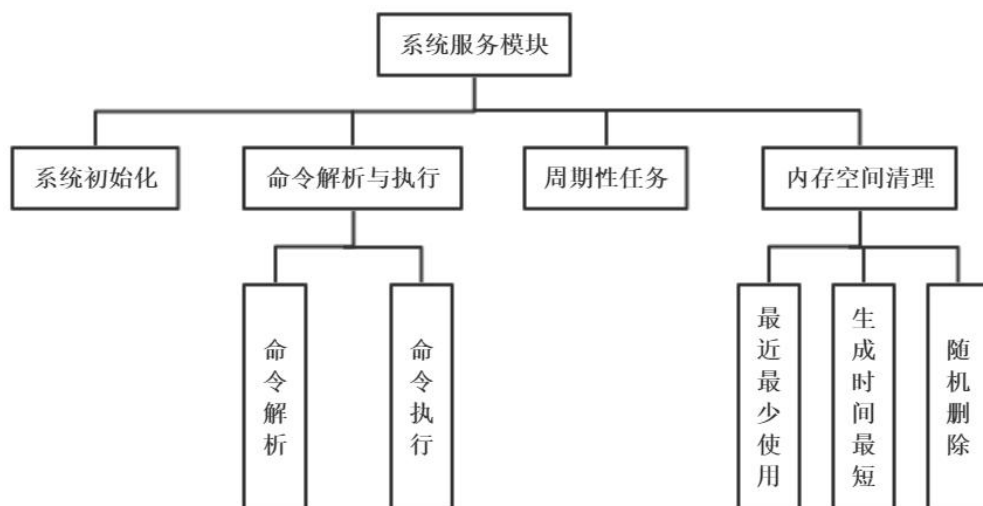 系统服务模块
系统初始化
命令解析与执行
周期性任务
内存空间清理
命令解析
命令执行
最近最少使用
生成时间最短
随机删除